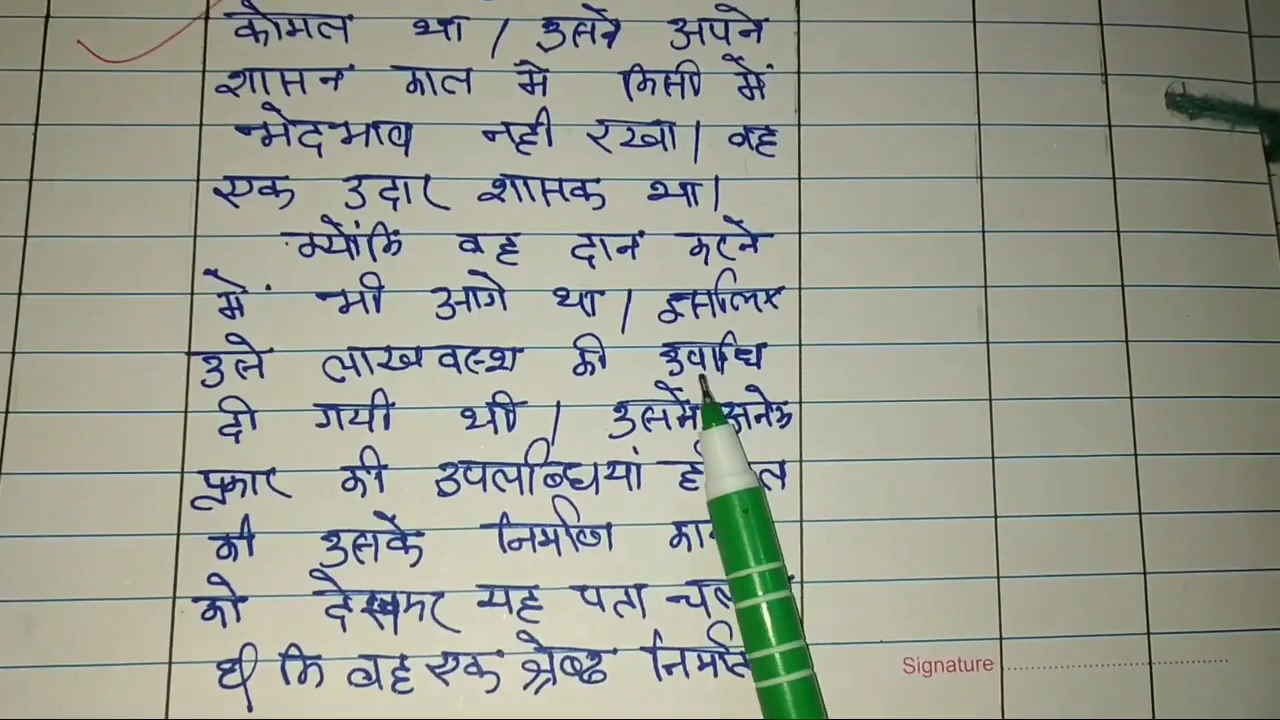 कोमल था / उसने अपने
शासन काल मे किसी में
भेदभाव नही रखा। वह
एक उदार शासक था।
क्योंकि वह दान करने
में भी आगे था / इसलिए
उसे लाखवख्श की उपाधि
दी गयी थी / उसमें अनेक
प्रकार की उपलब्धियां
की उसके निर्माण
को देखकर यह पता
थी कि वह एक श्रेष्ठ
Signature